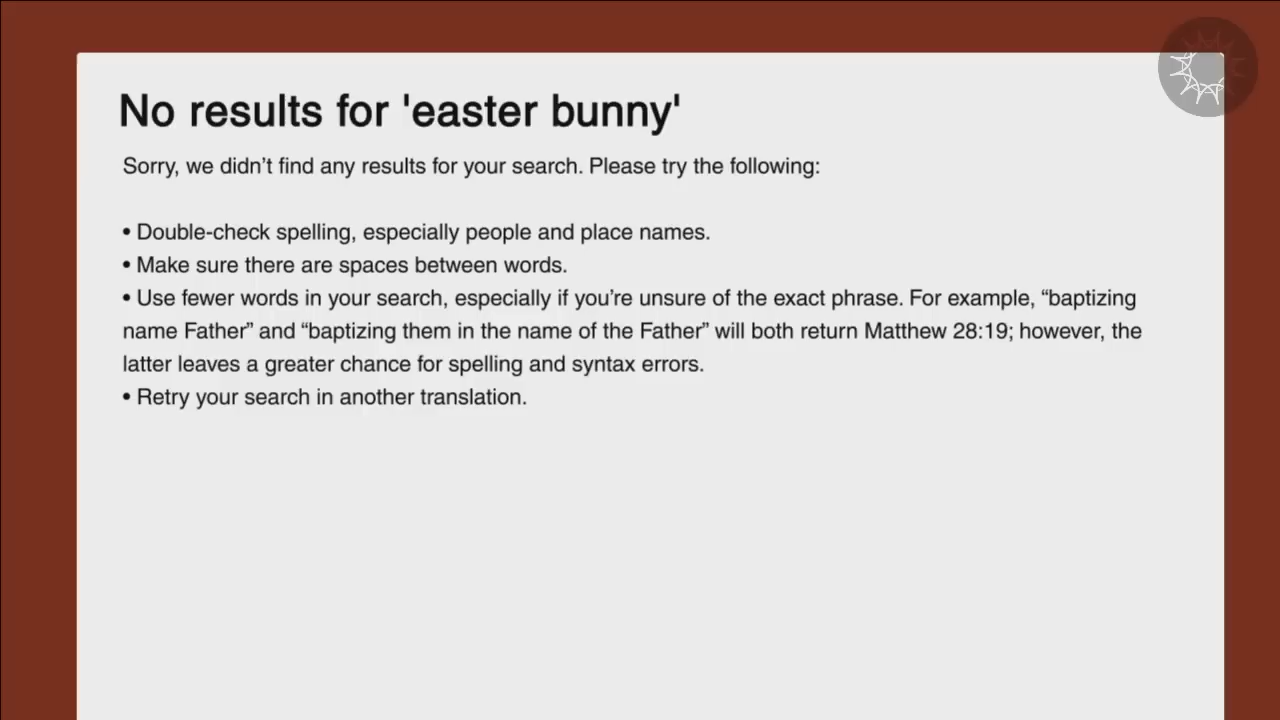 No results for 'easter bunny'
Sorry, we didn’t find any results for your search. Please try the following:
• Double-check spelling, especially people and place names.
• Make sure there are spaces between words.
• Use fewer words in your search, especially if you’re unsure of the exact phrase. For example, “baptizing
name Father” and “baptizing them in the name of the Father” will both return Matthew 28:19; however, the
latter leaves a greater chance for spelling and syntax errors.
• Retry your search in another translation.